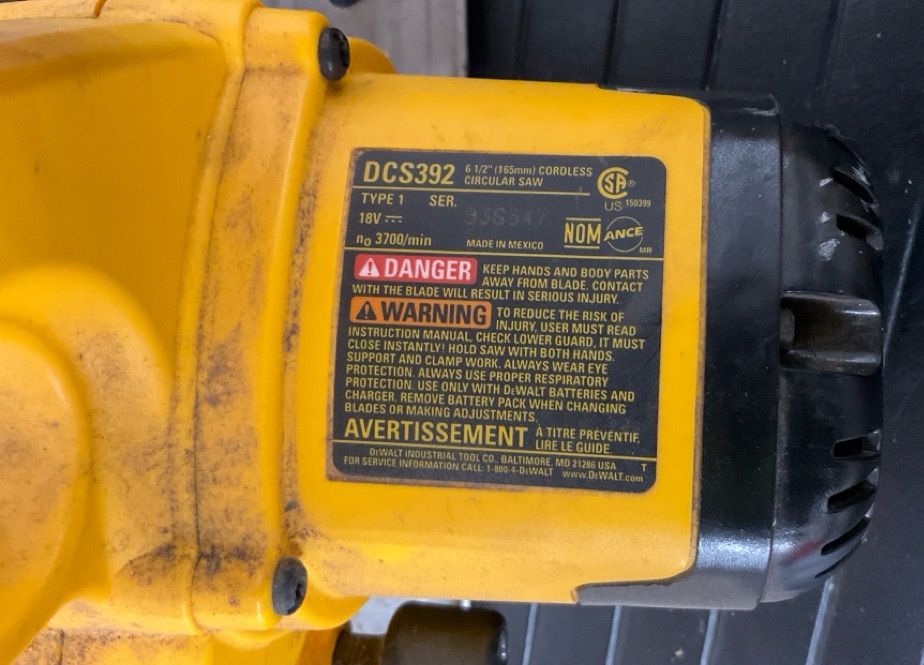 DCS392 6 1/2" (165mm) CORDLESS
CIRCULAR SAW
SA® US 150399
TYPE 1 SER.
18V
n₀ 3700/min MADE IN MEXICO
NOM ANCE MR
DANGER KEEP HANDS AND BODY PARTS
AWAY FROM BLADE. CONTACT
WITH THE BLADE WILL RESULT IN SERIOUS INJURY.
WARNING TO REDUCE THE RISK OF
INJURY, USER MUST READ
INSTRUCTION MANUAL. CHECK LOWER GUARD, IT MUST
CLOSE INSTANTLY! HOLD SAW WITH BOTH HANDS.
SUPPORT AND CLAMP WORK. ALWAYS WEAR EYE
PROTECTION. ALWAYS USE PROPER RESPIRATORY
PROTECTION. USE ONLY WITH DEWALT BATTERIES AND
CHARGER. REMOVE BATTERY PACK WHEN CHANGING
BLADES OR MAKING ADJUSTMENTS.
AVERTISSEMENT À TITRE PRÉVENTIF,
LIRE LE GUIDE.
DEWALT INDUSTRIAL TOOL CO., BALTIMORE, MD 21286 USA T
FOR SERVICE INFORMATION CALL: 1-800-4-DEWALT www.DEWALT.com